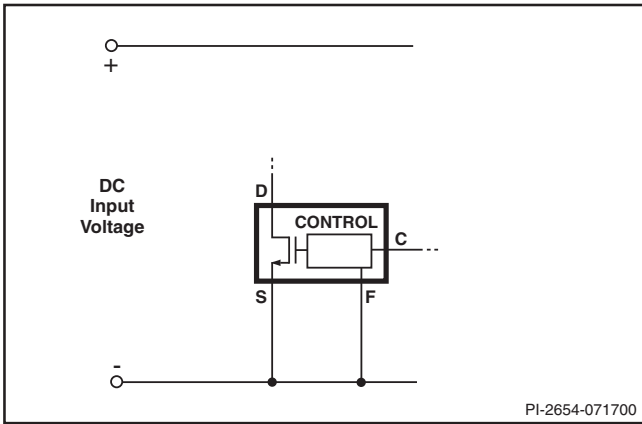 +
DC
Input
Voltage
D
CONTROL
C
S
F
-
PI-2654-071700